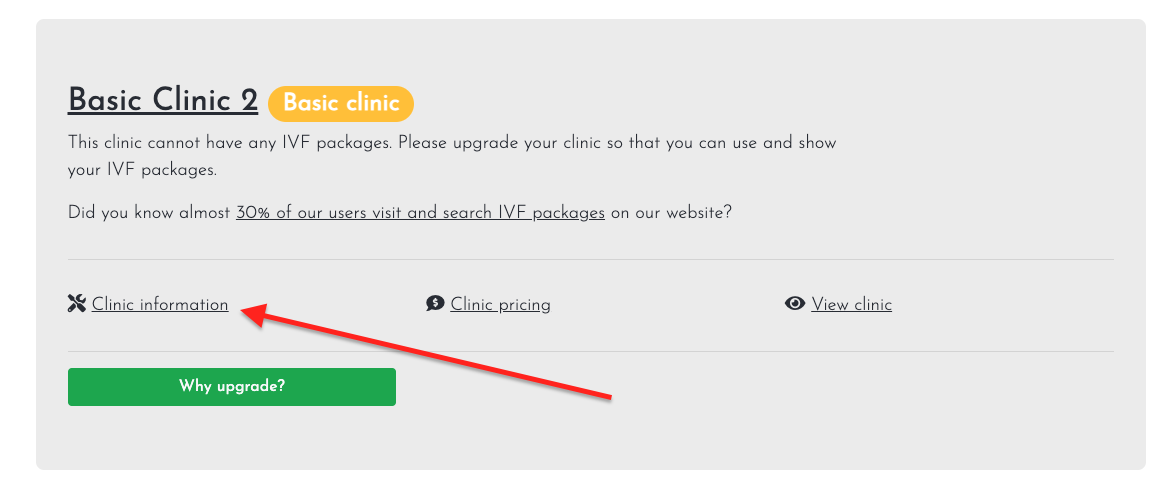 Basic Clinic 2 Basic clinic
This clinic cannot have any IVF packages. Please upgrade your clinic so that you can use and show
your IVF packages.
Did you know almost 30% of our users visit and search IVF packages on our website?
Clinic information Clinic pricing View clinic
Why upgrade?